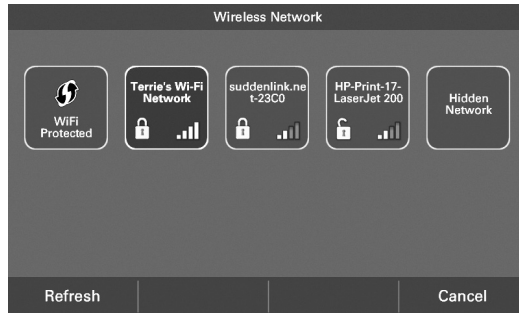 Wireless Network
WiFi
Protected
Terrie's Wi-Fi
Network
suddenlink.ne
t-23C0
HP-Print-17-
LaserJet 200
Hidden
Network
Refresh
Cancel